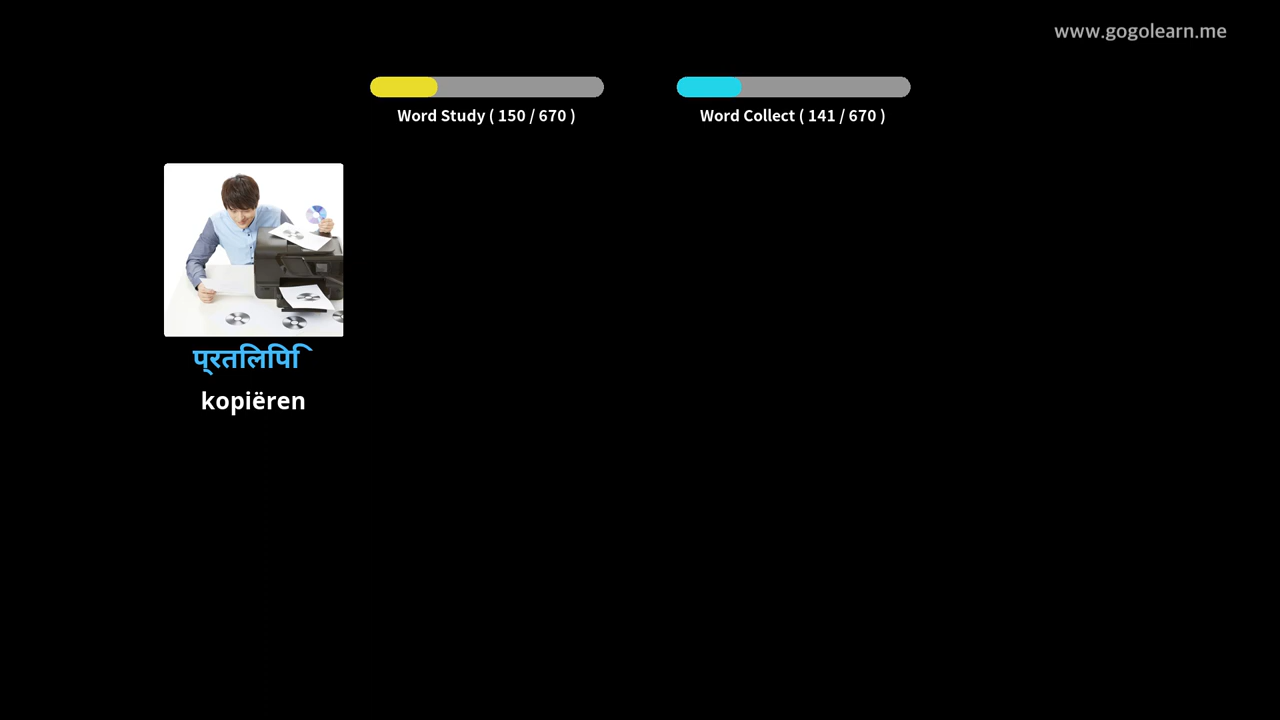 www.gogolearn.me
Word Study ( 150 / 670 )
Word Collect ( 141 / 670 )
प्रतिलिपि
kopiëren